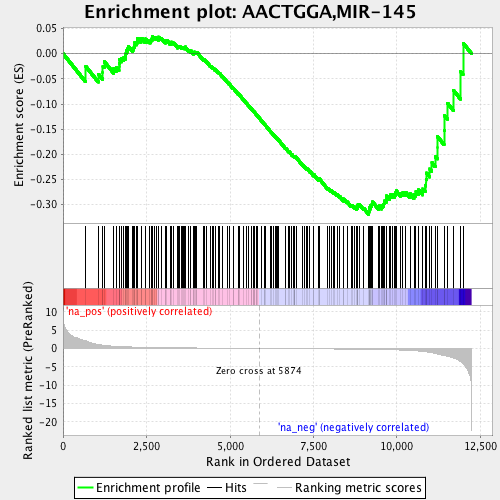 Enrichment plot: AACTGGA,MIR-145
Enrichment score (ES)
0.05
0.00
-0.05
-0.10
-0.15
-0.20
-0.25
-0.30
'na_pos' (positively correlated)
Ranked list metric (PreRanked)
10
5
0
-5
-10
-15
-20
Zero cross at 5874
'na_neg' (negatively correlated)
0
2,500
5,000
7,500
10,000
12,500
Rank in Ordered Dataset
Enrichment profile
Hits
Ranking metric scores